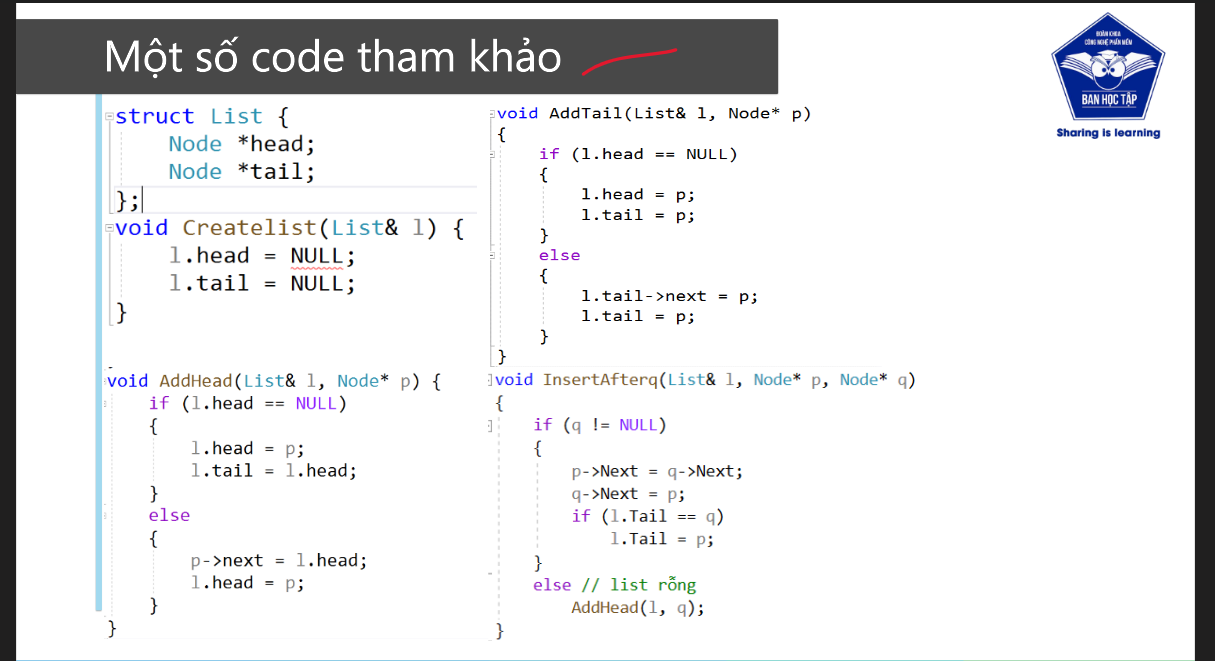 Một số code tham khảo
ĐOÀN KHOA
CÔNG NGHỆ PHẦN MỀM
BAN HỌC TẬP
Sharing is learning
struct List {
Node *head;
Node *tail;
};
void Createlist(List& l) {
l.head = NULL;
l.tail = NULL;
}
void AddTail(List& l, Node* p)
{
if (l.head == NULL)
{
l.head = p;
l.tail = p;
}
else
{
l.tail->next = p;
l.tail = p;
}
}
void AddHead(List& l, Node* p) {
if (l.head == NULL)
{
l.head = p;
l.tail = l.head;
}
else
{
p->next = l.head;
l.head = p;
}
}
void InsertAfterq(List& l, Node* p, Node* q)
{
if (q != NULL)
{
p->Next = q->Next;
q->Next = p;
if (l.Tail == q)
l.Tail = p;
}
else // list rỗng
AddHead(l, q);
}